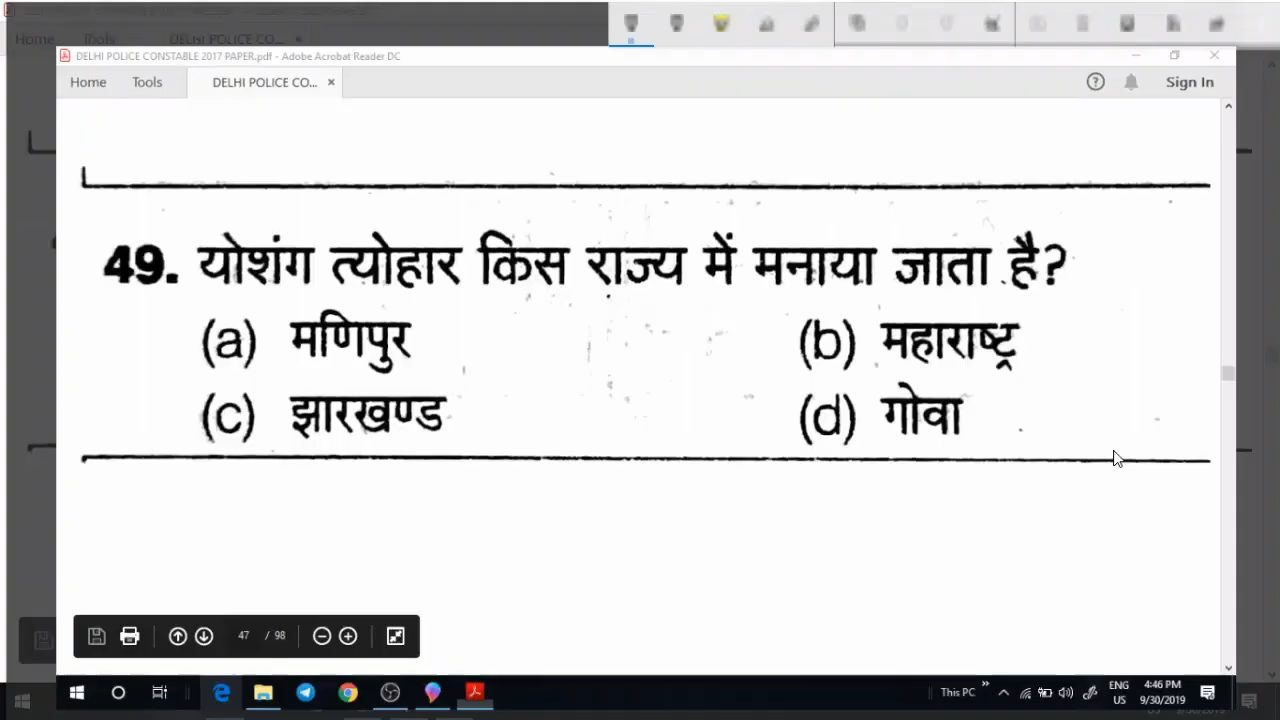 DELHI POLICE CONSTABLE 2017 PAPER.pdf - Adobe Acrobat Reader DC
Home Tools DELHI POLICE CO... × Sign In
49. योशंग त्योहार किस राज्य में मनाया जाता है?
(a) मणिपुर (b) महाराष्ट्र
(c) झारखण्ड (d) गोवा
47 / 98
This PC ENG 4:46 PM
US 9/30/2019